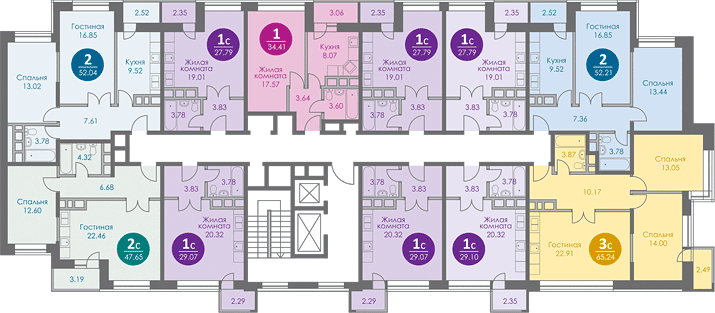 Гостиная
16.85
2.52
2.35
1с
27.79
1
34.41
3.06
2.35
1с
27.79
1с
27.79
2.35
2.52
Гостиная
16.85
2
52.04
Кухня
9.52
Жилая
комната
19.01
Жилая
комната
17.57
Кухня
8.07
Жилая
комната
19.01
Жилая
комната
19.01
Кухня
9.52
2
52.21
Спальня
13.02
Спальня
13.44
7.61
3.78
3.83
3.64
3.60
3.78
3.83
3.83
3.78
7.36
3.78
4.32
3.87
3.78
Спальня
13.05
6.68
3.83
3.78
3.78
3.83
3.83
3.78
10.17
Спальня
12.60
Гостиная
22.46
2с
47.65
Жилая
комната
20.32
1с
29.07
Жилая
комната
20.32
1с
29.07
Жилая
комната
20.32
1с
29.10
Гостиная
22.91
3с
65.24
Спальня
14.00
3.19
2.29
2.29
2.35
2.49